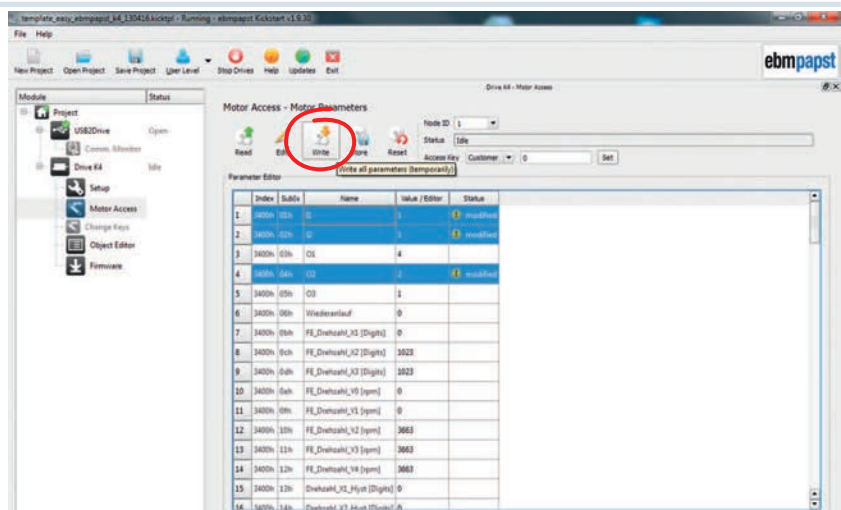 template_easy_ebmpapst_k4_130416.kicktpl - Running - ebmpapst Kickstart v1.9.30
File Help
New Project Open Project Save Project User Level Stop Drives Help Updates Exit
ebmpapst
Drive K4 - Motor Access
Module Status
Project
USB2Drive Open
Comm. Monitor
Drive K4 Idle
Setup
Motor Access
Change Keys
Object Editor
Firmware
Motor Access - Motor Parameters
Node ID 1
Status Idle
Access Key Customer 0 Set
Read Edit Write Store Reset
Write all parameters (temporarily)
Parameter Editor
Index SubIx Name Value / Editor Status
1 3400h 01h I1 1 modified
2 3400h 02h I2 1 modified
3 3400h 03h O1 4
4 3400h 04h O2 2 modified
5 3400h 05h O3 1
6 3400h 06h Wiederanlauf 0
7 3400h 0bh FE_Drehzahl_X1 [Digits] 0
8 3400h 0ch FE_Drehzahl_X2 [Digits] 1023
9 3400h 0dh FE_Drehzahl_X3 [Digits] 1023
10 3400h 0eh FE_Drehzahl_Y0 [rpm] 0
11 3400h 0fh FE_Drehzahl_Y1 [rpm] 0
12 3400h 10h FE_Drehzahl_Y2 [rpm] 3663
13 3400h 11h FE_Drehzahl_Y3 [rpm] 3663
14 3400h 12h FE_Drehzahl_Y4 [rpm] 3663
15 3400h 13h Drehzahl_X1_Hyst [Digits] 0
16 3400h 14h Drehzahl_X2_Hyst [Digits] 0